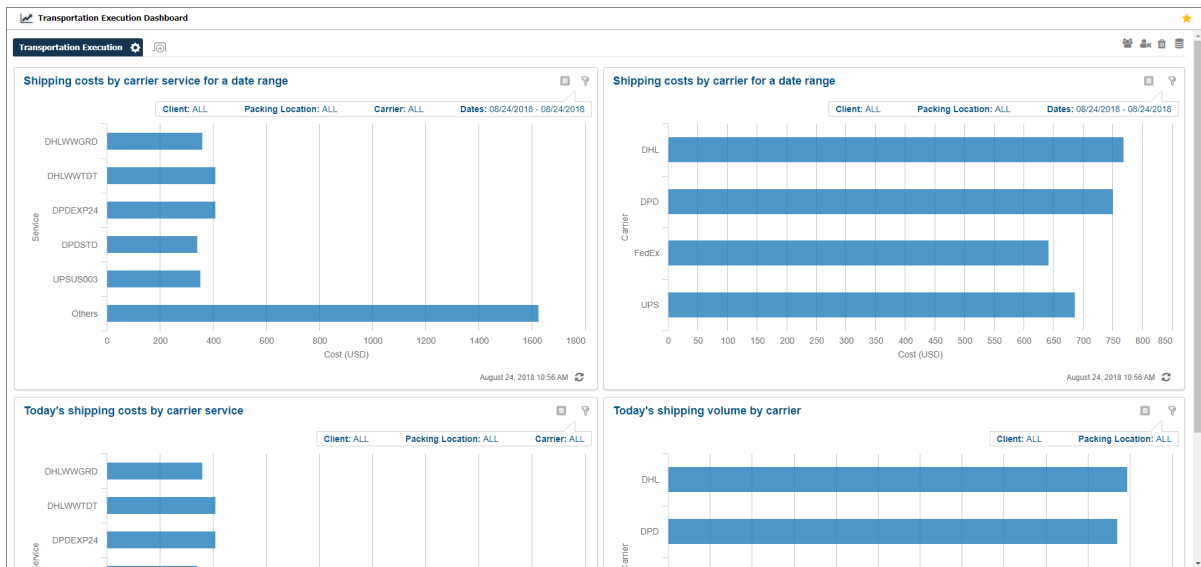 Transportation Execution Dashboard
Transportation Execution
Shipping costs by carrier service for a date range
Client: ALL Packing Location: ALL Carrier: ALL Dates: 08/24/2018 - 08/24/2018
Service
DHLWWGRD
DHLWWTDT
DPDEXP24
DPDSTD
UPSUS003
Others
0 200 400 600 800 1000 1200 1400 1600 1800
Cost (USD)
August 24, 2018 10:56 AM
Shipping costs by carrier for a date range
Client: ALL Packing Location: ALL Dates: 08/24/2018 - 08/24/2018
Carrier
DHL
DPD
FedEx
UPS
0 50 100 150 200 250 300 350 400 450 500 550 600 650 700 750 800 850
Cost (USD)
August 24, 2018 10:56 AM
Today's shipping costs by carrier service
Client: ALL Packing Location: ALL Carrier: ALL
Service
DHLWWGRD
DHLWWTDT
DPDEXP24
Today's shipping volume by carrier
Client: ALL Packing Location: ALL
Carrier
DHL
DPD